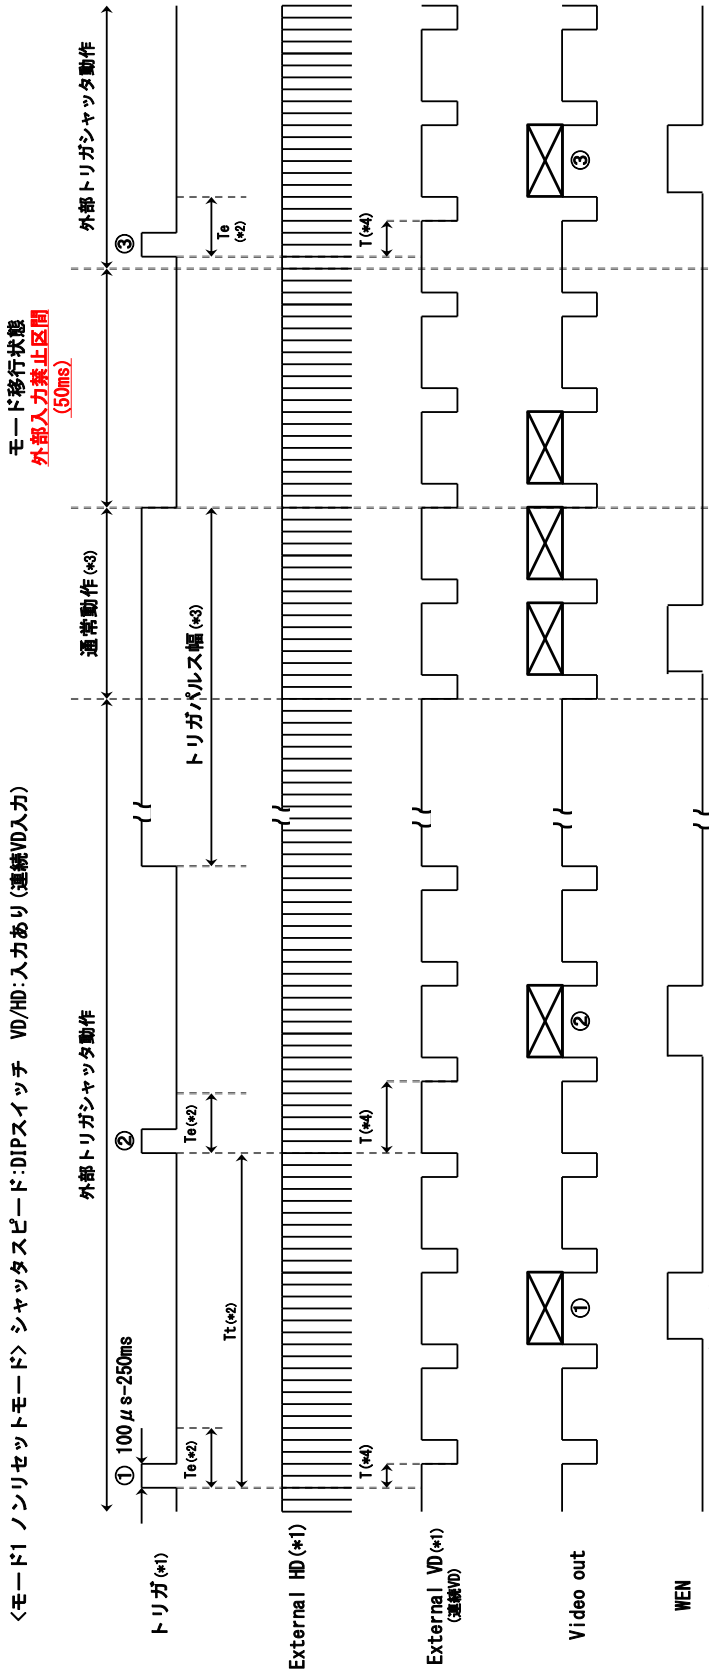 <モード1 ノンリセットモード> シャッタスピード:DIPスイッチ VD/HD:入力あり(連続VD入力)
モード移行状態
外部入力禁止区間
(50ms)
外部トリガシャッタ動作
通常動作(*3)
外部トリガシャッタ動作
トリガ(*1)
① 100μs-250ms
②
③
Te(*2)
Te(*2)
トリガパルス幅(*3)
Te
(*2)
Tt(*2)
External HD(*1)
T(*4)
T(*4)
T(*4)
External VD(*1)
(連続VD)
Video out
①
②
③
WEN